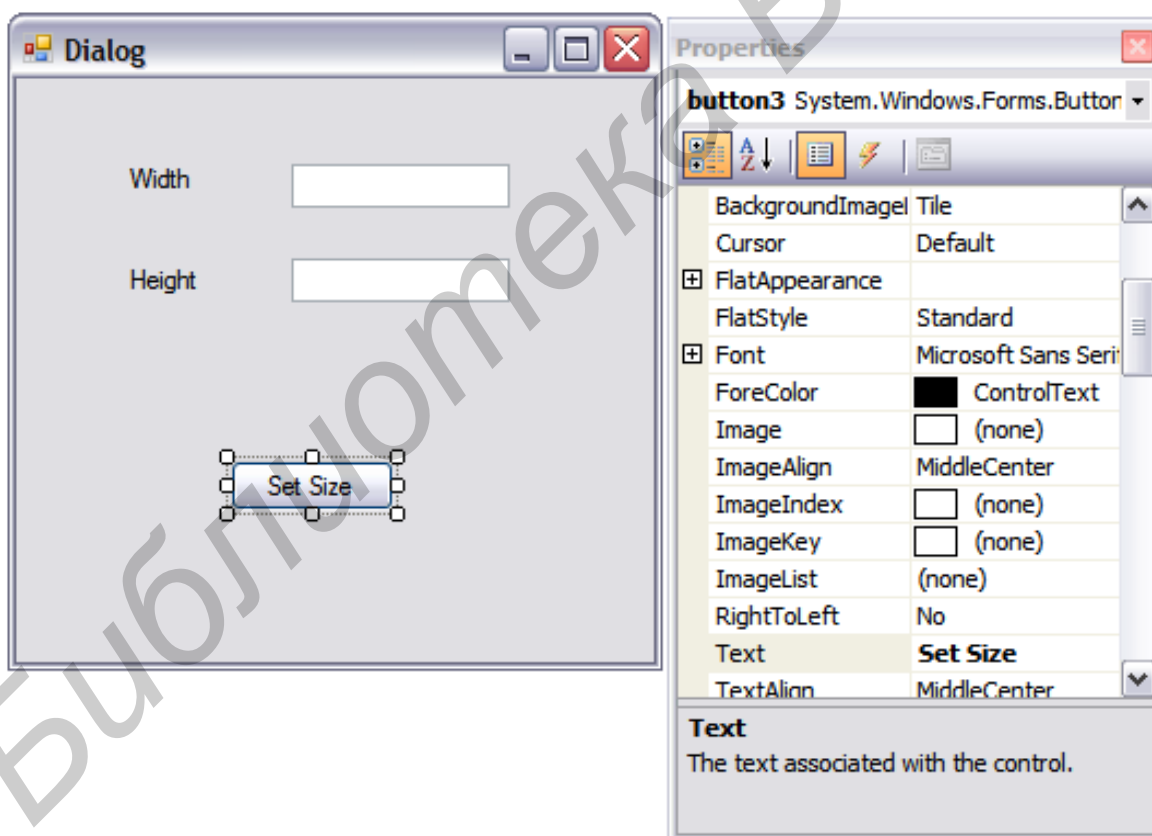 Dialog
Width
Height
Set Size
Properties
button3 System.Windows.Forms.Button
BackgroundImagel Tile
Cursor Default
FlatAppearance
FlatStyle Standard
Font Microsoft Sans Serif
ForeColor ControlText
Image (none)
ImageAlign MiddleCenter
ImageIndex (none)
ImageKey (none)
ImageList (none)
RightToLeft No
Text Set Size
TextAlign MiddleCenter
Text
The text associated with the control.
Библиотека Б